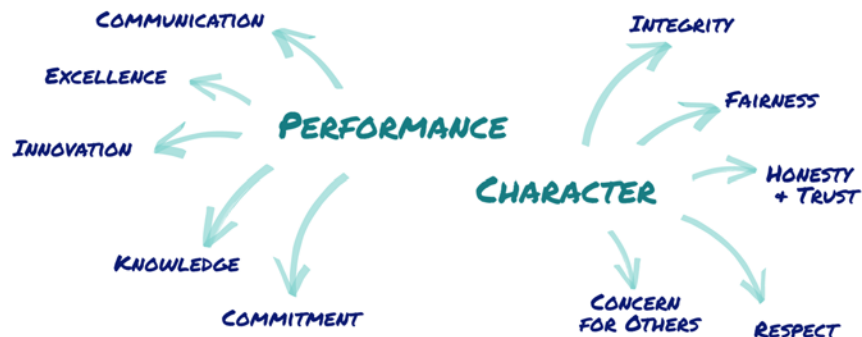 COMMUNICATION
EXCELLENCE
INNOVATION
PERFORMANCE
KNOWLEDGE
COMMITMENT
INTEGRITY
FAIRNESS
CHARACTER
HONESTY
& TRUST
CONCERN
FOR OTHERS
RESPECT